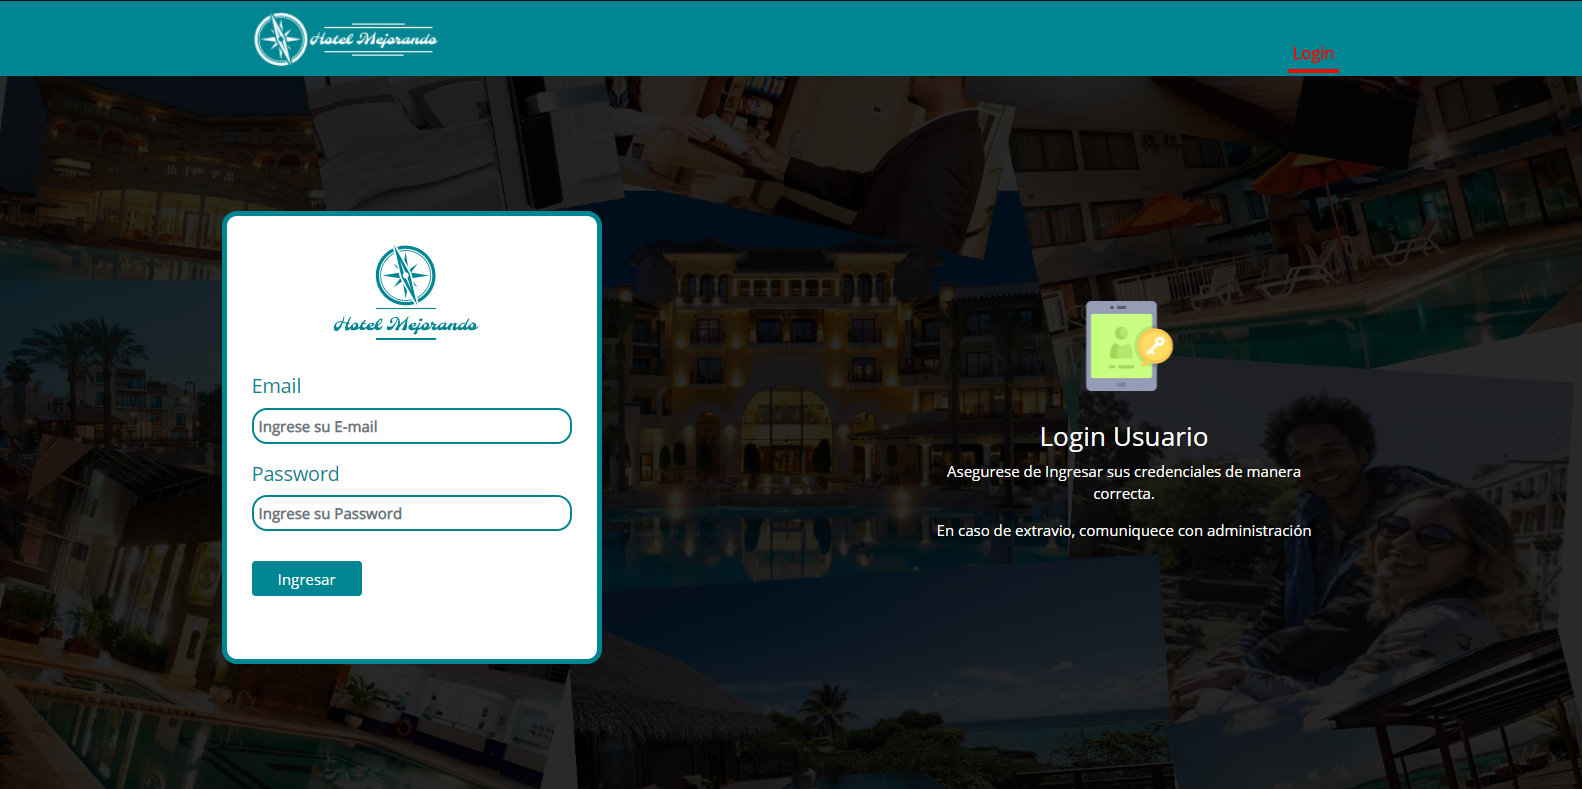 Hotel Mejorando
Login
Hotel Mejorando
Email
Ingrese su E-mail
Password
Ingrese su Password
Ingresar
Login Usuario
Asegurese de Ingresar sus credenciales de manera
correcta.
En caso de extravio, comuniquece con administración